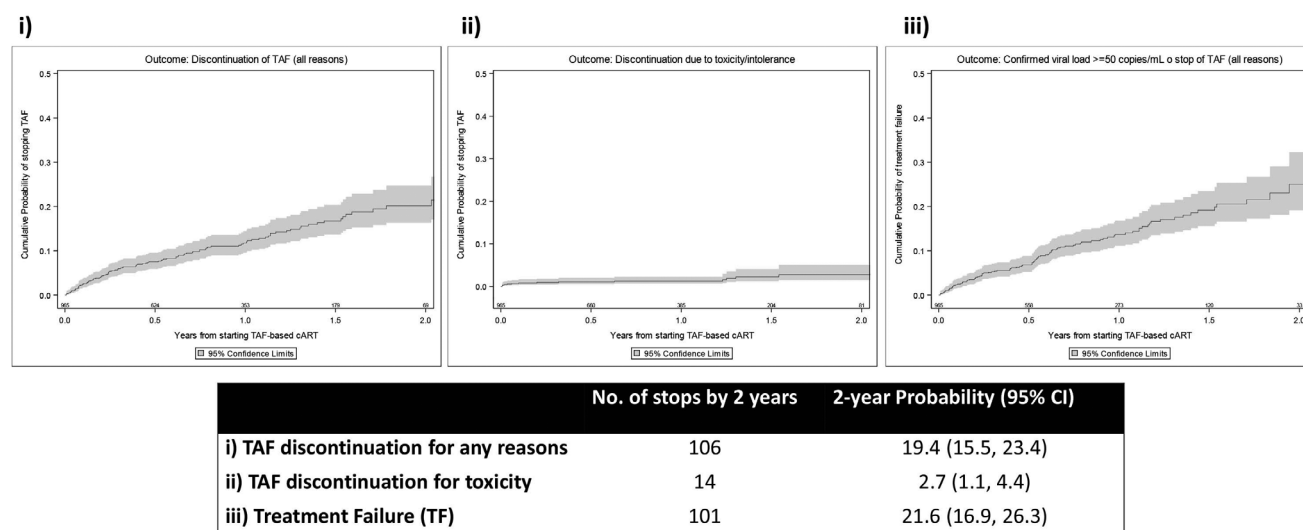 i)
ii)
iii)
Outcome: Discontinuation of TAF (all reasons)
Cumulative Probability of stopping TAF
0.5
0.4
0.3
0.2
0.1
0.0
965 624 353 179 69
0.0 0.5 1.0 1.5 2.0
Years from starting TAF-based cART
95% Confidence Limits
Outcome: Discontinuation due to toxicity/intolerance
Cumulative Probability of stopping TAF
0.5
0.4
0.3
0.2
0.1
0.0
965 660 385 204 81
0.0 0.5 1.0 1.5 2.0
Years from starting TAF-based cART
95% Confidence Limits
Outcome: Confirmed viral load >=50 copies/mL o stop of TAF (all reasons)
Cumulative Probability of treatment failure
0.5
0.4
0.3
0.2
0.1
0.0
965 273 120 33
0.0 0.5 1.0 1.5 2.0
Years from starting TAF-based cART
95% Confidence Limits
No. of stops by 2 years 2-year Probability (95% CI)
i) TAF discontinuation for any reasons 106 19.4 (15.5, 23.4)
ii) TAF discontinuation for toxicity 14 2.7 (1.1, 4.4)
iii) Treatment Failure (TF) 101 21.6 (16.9, 26.3)